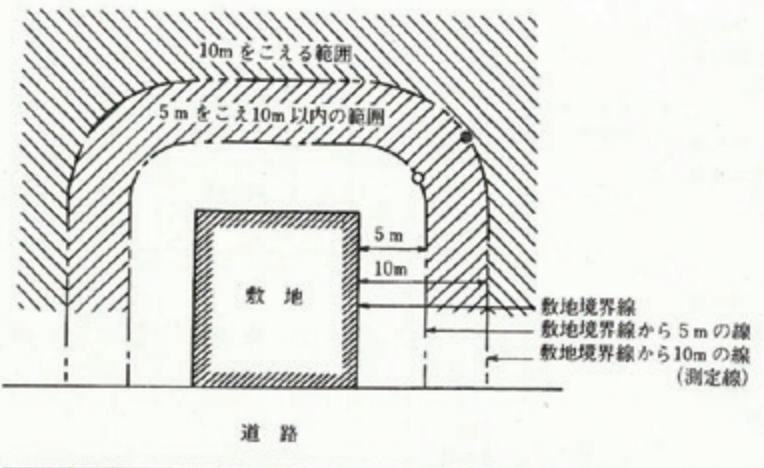 10mをこえる範囲
5mをこえ10m以内の範囲
5m
10m
敷地
敷地境界線
敷地境界線から5mの線
敷地境界線から10mの線
(測定線)
道路